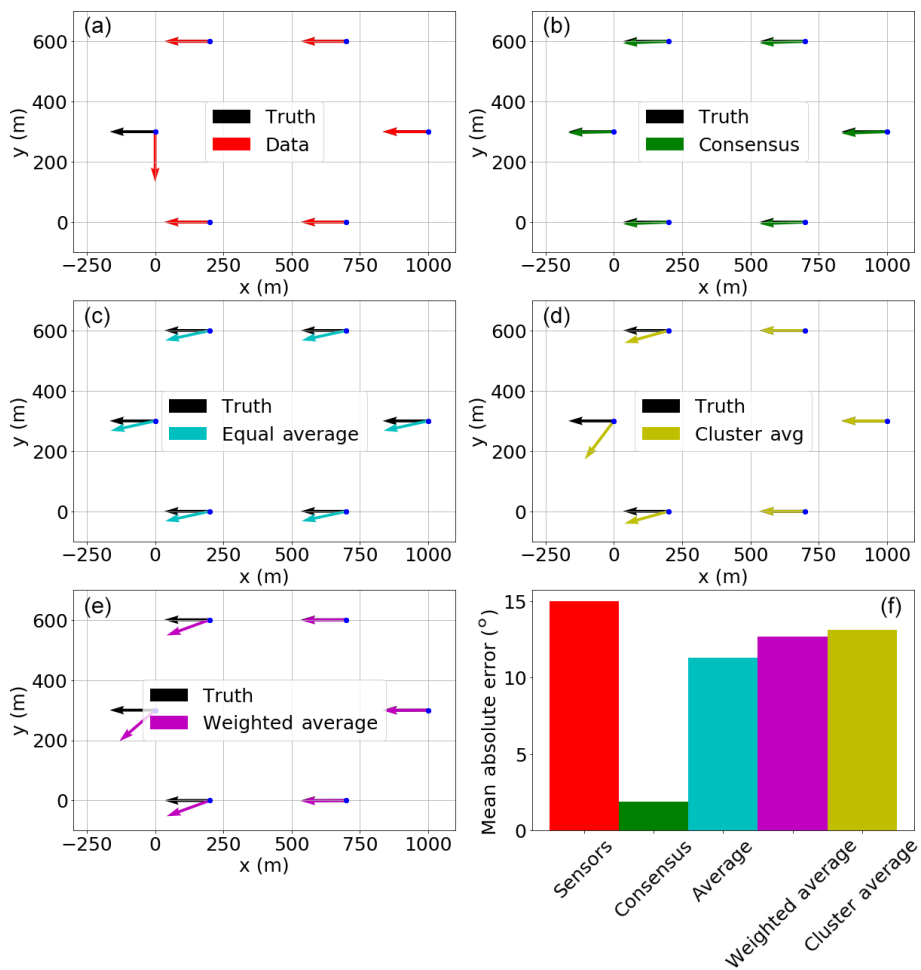 (a)
600
400
200
0
y (m)
Truth
Data
−250 0 250 500 750 1000
x (m)
(b)
600
400
200
0
y (m)
Truth
Consensus
−250 0 250 500 750 1000
x (m)
(c)
600
400
200
0
y (m)
Truth
Equal average
−250 0 250 500 750 1000
x (m)
(d)
600
400
200
0
y (m)
Truth
Cluster avg
−250 0 250 500 750 1000
x (m)
(e)
600
400
200
0
y (m)
Truth
Weighted average
−250 0 250 500 750 1000
x (m)
(f)
15
10
5
0
Mean absolute error (°)
Sensors
Consensus
Average
Weighted average
Cluster average